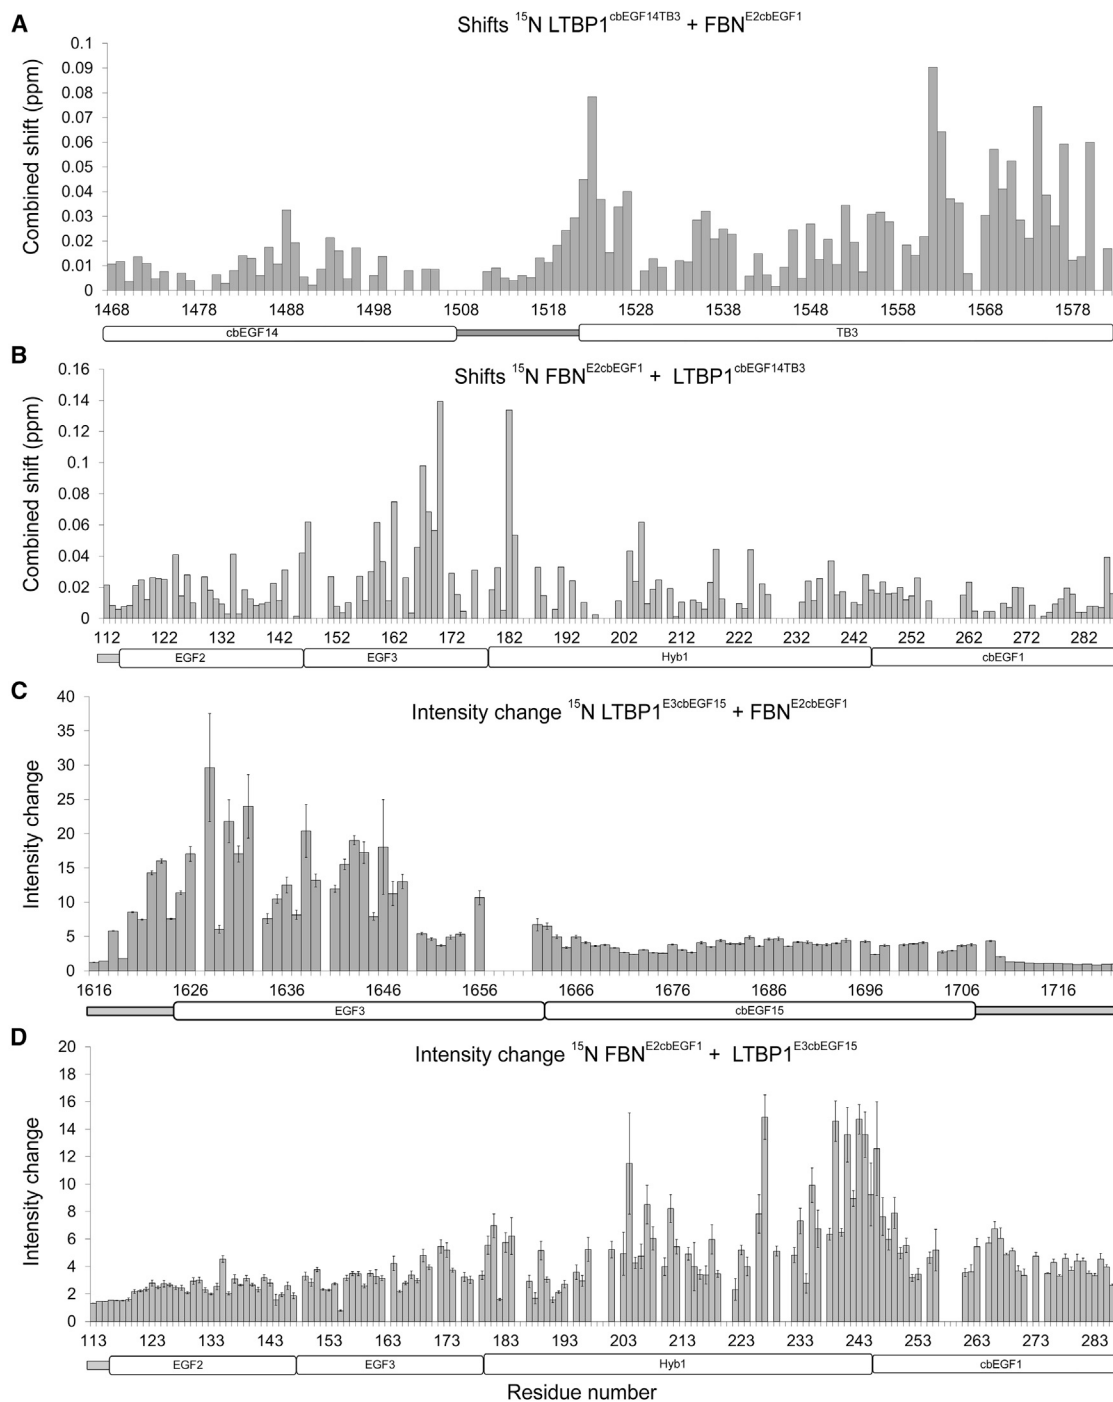 A
Shifts 15N LTBP1cbEGF14TB3 + FBNE2cbEGF1
Combined shift (ppm)
0.1
0.09
0.08
0.07
0.06
0.05
0.04
0.03
0.02
0.01
0
1468 1478 1488 1498 1508 1518 1528 1538 1548 1558 1568 1578
cbEGF14 TB3
B
Shifts 15N FBNE2cbEGF1 + LTBP1cbEGF14TB3
Combined shift (ppm)
0.16
0.14
0.12
0.1
0.08
0.06
0.04
0.02
0
112 122 132 142 152 162 172 182 192 202 212 222 232 242 252 262 272 282
EGF2 EGF3 Hyb1 cbEGF1
C
Intensity change 15N LTBP1E3cbEGF15 + FBNE2cbEGF1
Intensity change
40
35
30
25
20
15
10
5
0
1616 1626 1636 1646 1656 1666 1676 1686 1696 1706 1716
EGF3 cbEGF15
D
Intensity change 15N FBNE2cbEGF1 + LTBP1E3cbEGF15
Intensity change
20
18
16
14
12
10
8
6
4
2
0
113 123 133 143 153 163 173 183 193 203 213 223 233 243 253 263 273 283
EGF2 EGF3 Hyb1 cbEGF1
Residue number